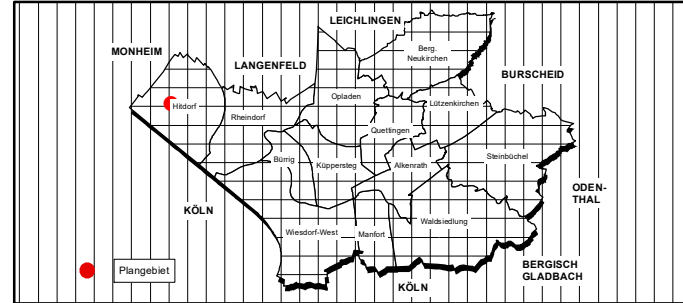 LEICHLINGEN
MONHEIM
Berg.
Neukirchen
LANGENFELD
BURSCHEID
Opladen
Hitdorf
Lützenkirchen
Rheindorf
Quettingen
Bürrig
Küppersteg
Alkenrath
Steinbüchel
ODEN-
THAL
KÖLN
Waldsiedlung
Wiesdorf-West
Manfort
BERGISCH
GLADBACH
Plangebiet
KÖLN